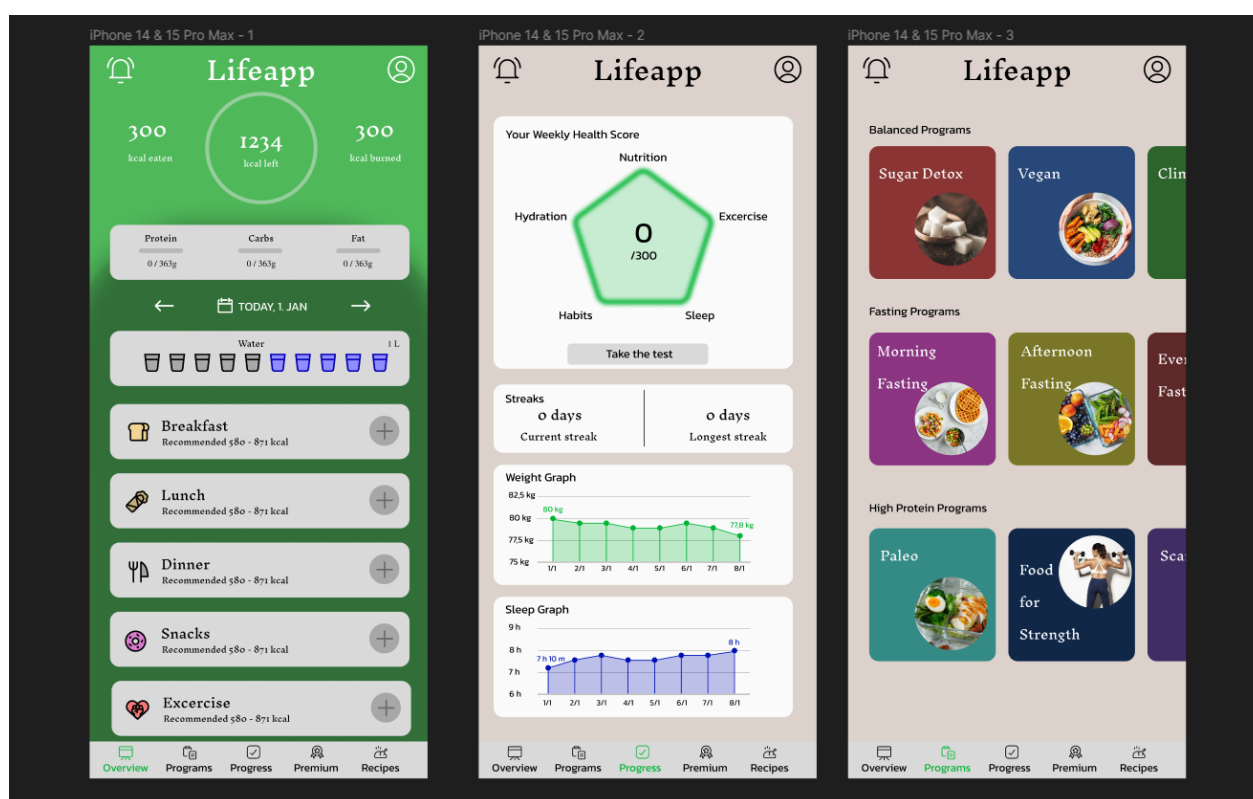 iPhone 14 & 15 Pro Max - 1
Lifeapp
300
kcal eaten
1234
kcal left
300
kcal burned
Protein
Carbs
Fat
0 / 363g
0 / 363g
0 / 363g
TODAY, 1. JAN
Water
1 L
Breakfast
Recommended 580 - 871 kcal
Lunch
Recommended 580 - 871 kcal
Dinner
Recommended 580 - 871 kcal
Snacks
Recommended 580 - 871 kcal
Excercise
Recommended 580 - 871 kcal
Overview
Programs
Progress
Premium
Recipes
iPhone 14 & 15 Pro Max - 2
Lifeapp
Your Weekly Health Score
Nutrition
Hydration
Excercise
0
/300
Habits
Sleep
Take the test
Streaks
0 days
0 days
Current streak
Longest streak
Weight Graph
82,5 kg
80 kg
80 kg
77,8 kg
77,5 kg
75 kg
1/1 2/1 3/1 4/1 5/1 6/1 7/1 8/1
Sleep Graph
9 h
8 h
8 h
7 h 10 m
7 h
6 h
1/1 2/1 3/1 4/1 5/1 6/1 7/1 8/1
Overview
Programs
Progress
Premium
Recipes
iPhone 14 & 15 Pro Max - 3
Lifeapp
Balanced Programs
Sugar Detox
Vegan
Clin
Fasting Programs
Morning
Fasting
Afternoon
Fasting
Eve
Fast
High Protein Programs
Paleo
Food
for
Strength
Sca
Overview
Programs
Progress
Premium
Recipes